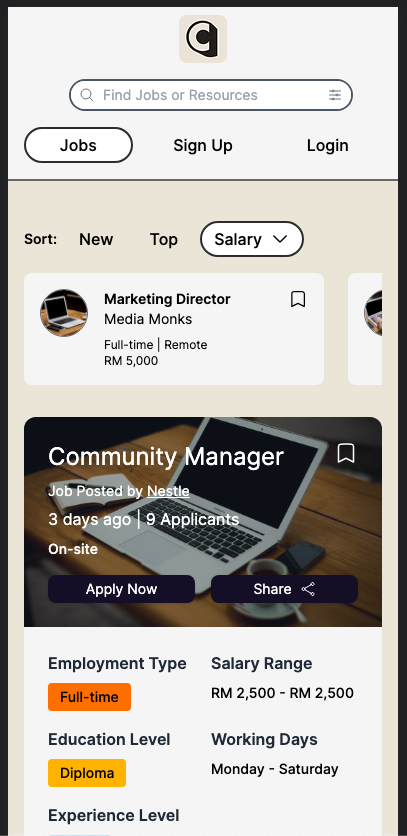 Find Jobs or Resources
Jobs Sign Up Login
Sort: New Top Salary
Marketing Director
Media Monks
Full-time | Remote
RM 5,000
Community Manager
Job Posted by Nestle
3 days ago | 9 Applicants
On-site
Apply Now Share
Employment Type Salary Range
Full-time RM 2,500 - RM 2,500
Education Level Working Days
Diploma Monday - Saturday
Experience Level